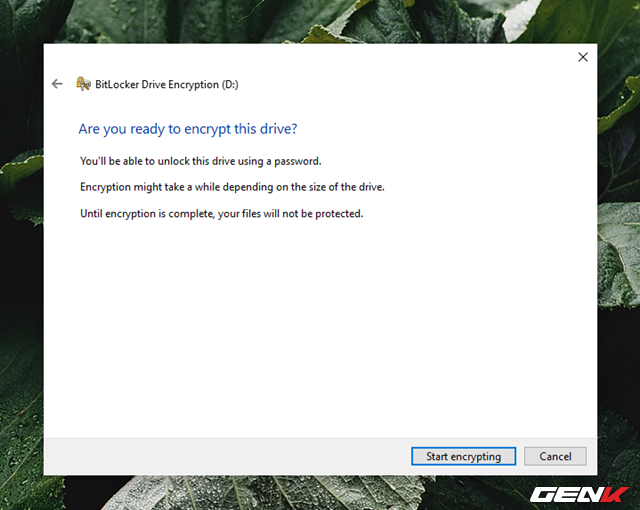 BitLocker Drive Encryption (D:)
Are you ready to encrypt this drive?
You'll be able to unlock this drive using a password.
Encryption might take a while depending on the size of the drive.
Until encryption is complete, your files will not be protected.
Start encrypting
Cancel
GENK